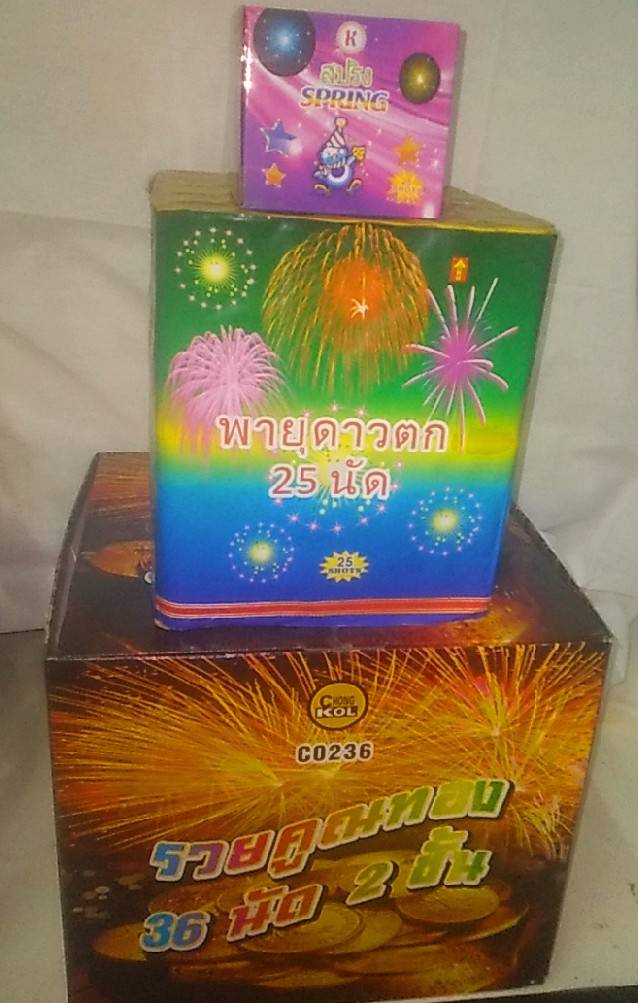 K
สปริง
SPRING
พายุดาวตก
25 นัด
25
SHOTS
CHONG
KOL
CO236
รวยคูณทอง
36 นัด 2 ชั้น